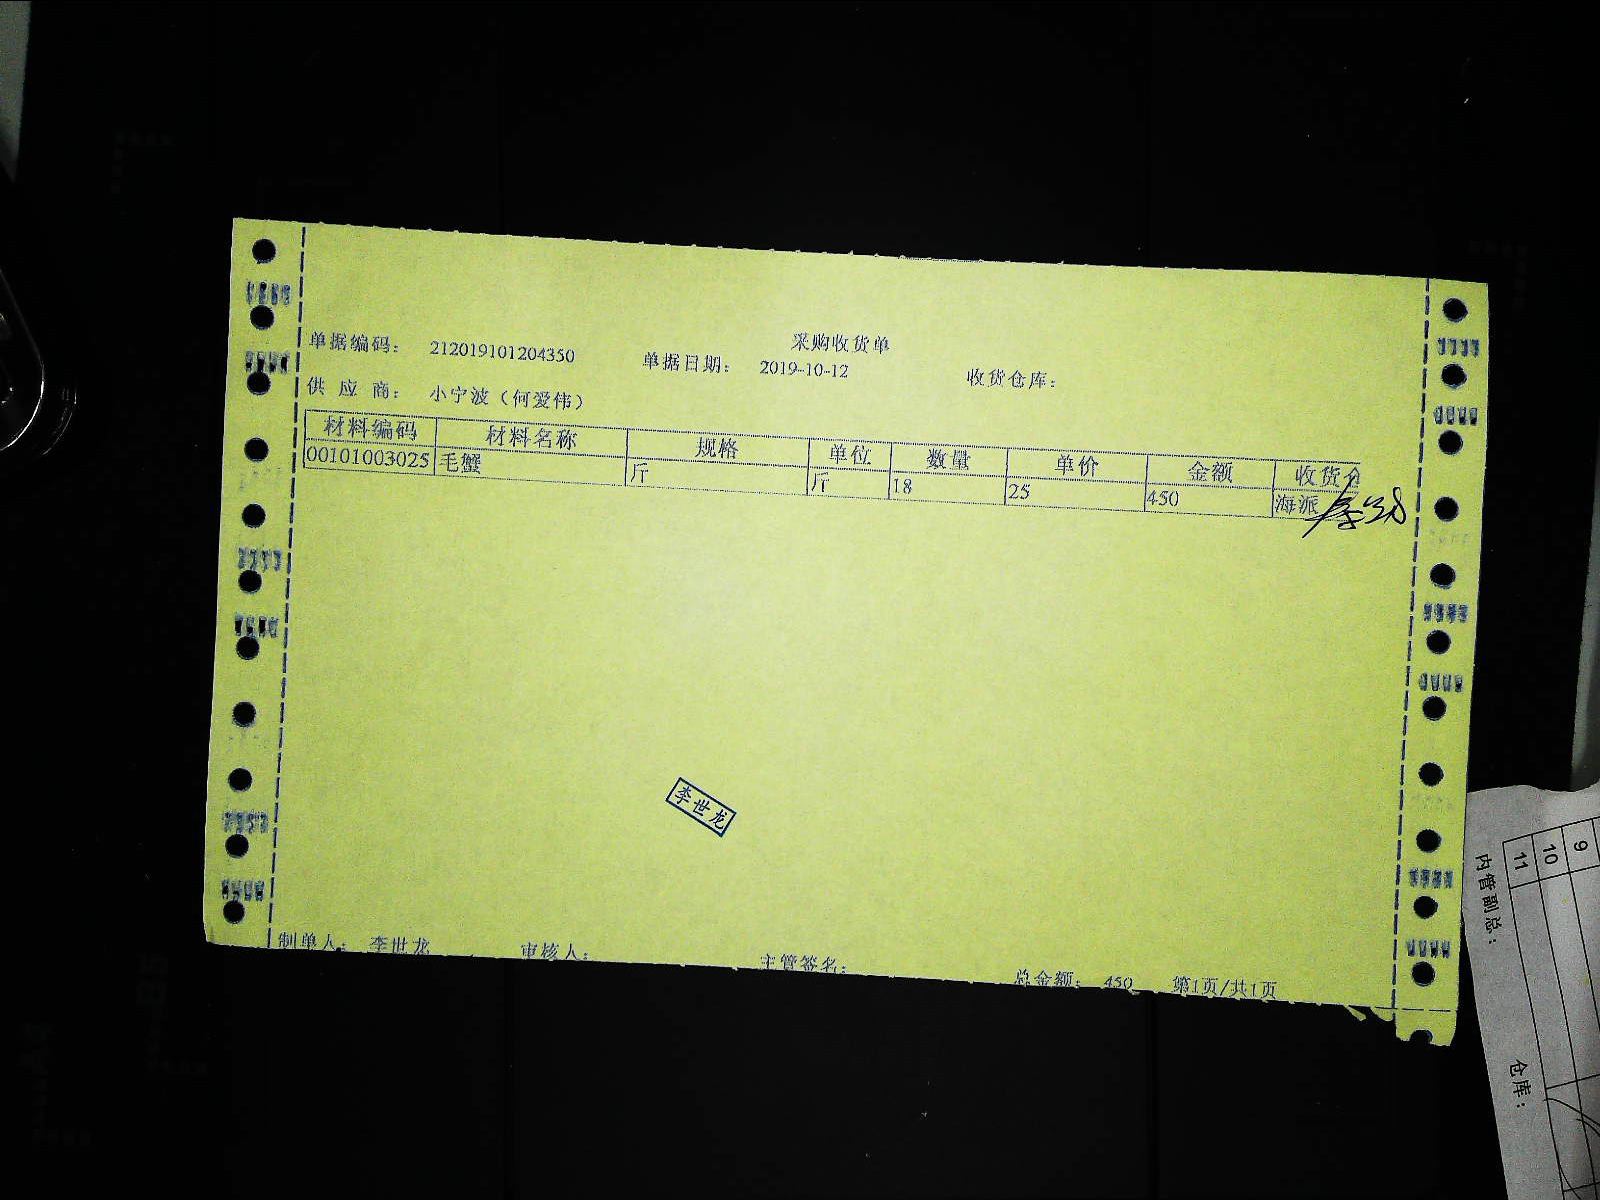 采购收货单
单据编码: 212019101204350 单据日期: 2019-10-12 收货仓库:
供 应 商: 小宁波（何爱伟）
材料编码 材料名称 规格 单位 数量 单价 金额 收货仓
00101003025 毛蟹 斤 斤 18 25 450 海派
李世龙
制单人: 李世龙 审核人: 主管签名: 总金额: 450 第1页/共1页
9
10
11
内管副总:
仓库: